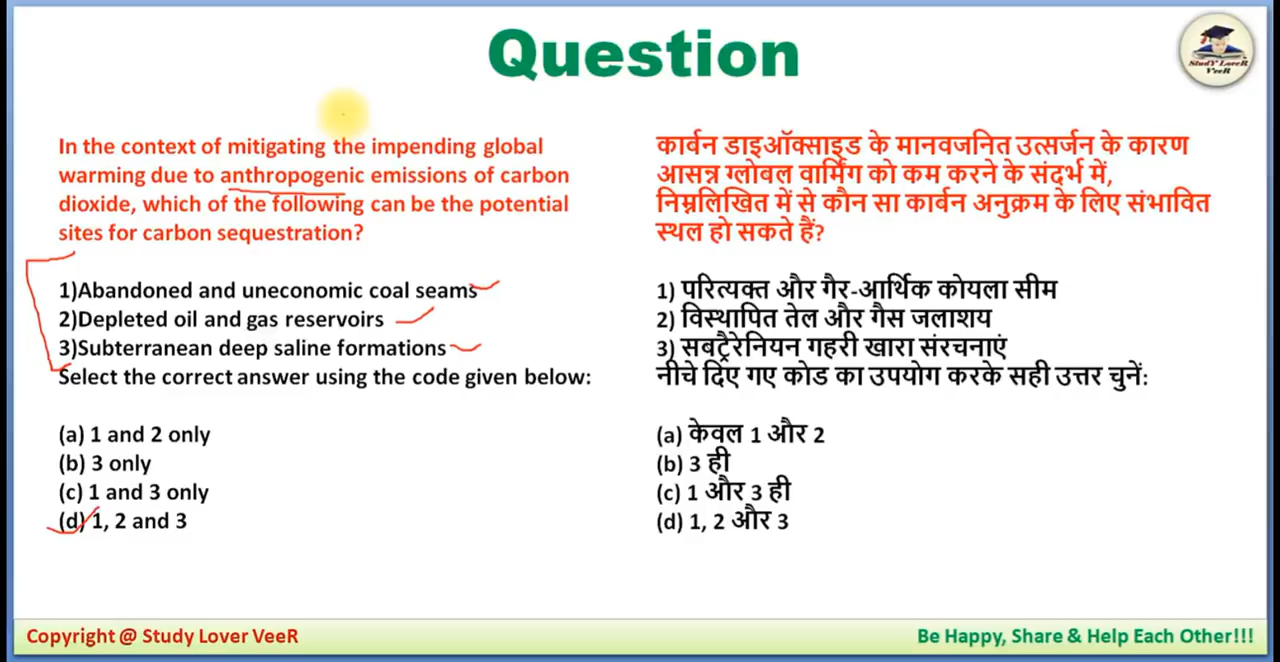 Question
StudY LoveR
VeeR
In the context of mitigating the impending global
warming due to anthropogenic emissions of carbon
dioxide, which of the following can be the potential
sites for carbon sequestration?
1)Abandoned and uneconomic coal seams
2)Depleted oil and gas reservoirs
3)Subterranean deep saline formations
Select the correct answer using the code given below:
(a) 1 and 2 only
(b) 3 only
(c) 1 and 3 only
(d) 1, 2 and 3
कार्बन डाइऑक्साइड के मानवजनित उत्सर्जन के कारण
आसन्न ग्लोबल वार्मिंग को कम करने के संदर्भ में,
निम्नलिखित में से कौन सा कार्बन अनुक्रम के लिए संभावित
स्थल हो सकते हैं?
1) परित्यक्त और गैर-आर्थिक कोयला सीम
2) विस्थापित तेल और गैस जलाशय
3) सबट्रैरेनियन गहरी खारा संरचनाएं
नीचे दिए गए कोड का उपयोग करके सही उत्तर चुनें:
(a) केवल 1 और 2
(b) 3 ही
(c) 1 और 3 ही
(d) 1, 2 और 3
Copyright @ Study Lover VeeR
Be Happy, Share & Help Each Other!!!